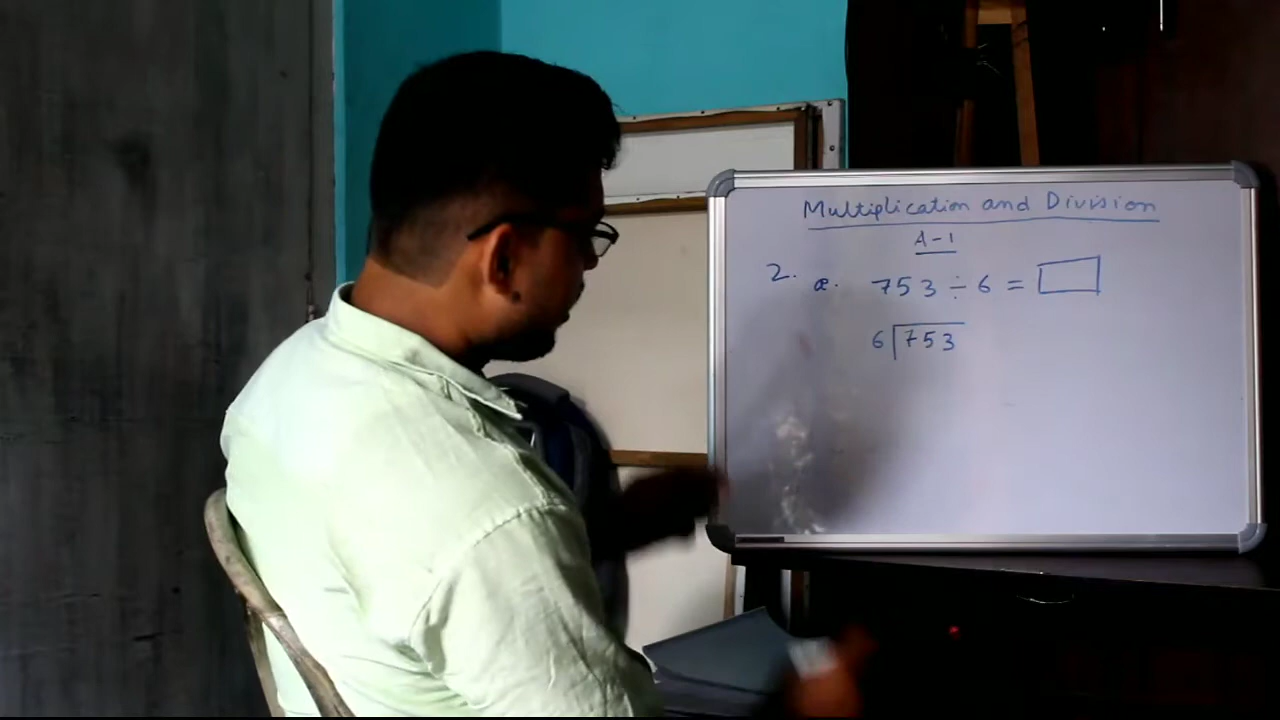 Multiplication and Division
A-1
2. a. 753 ÷ 6 = 
6 753